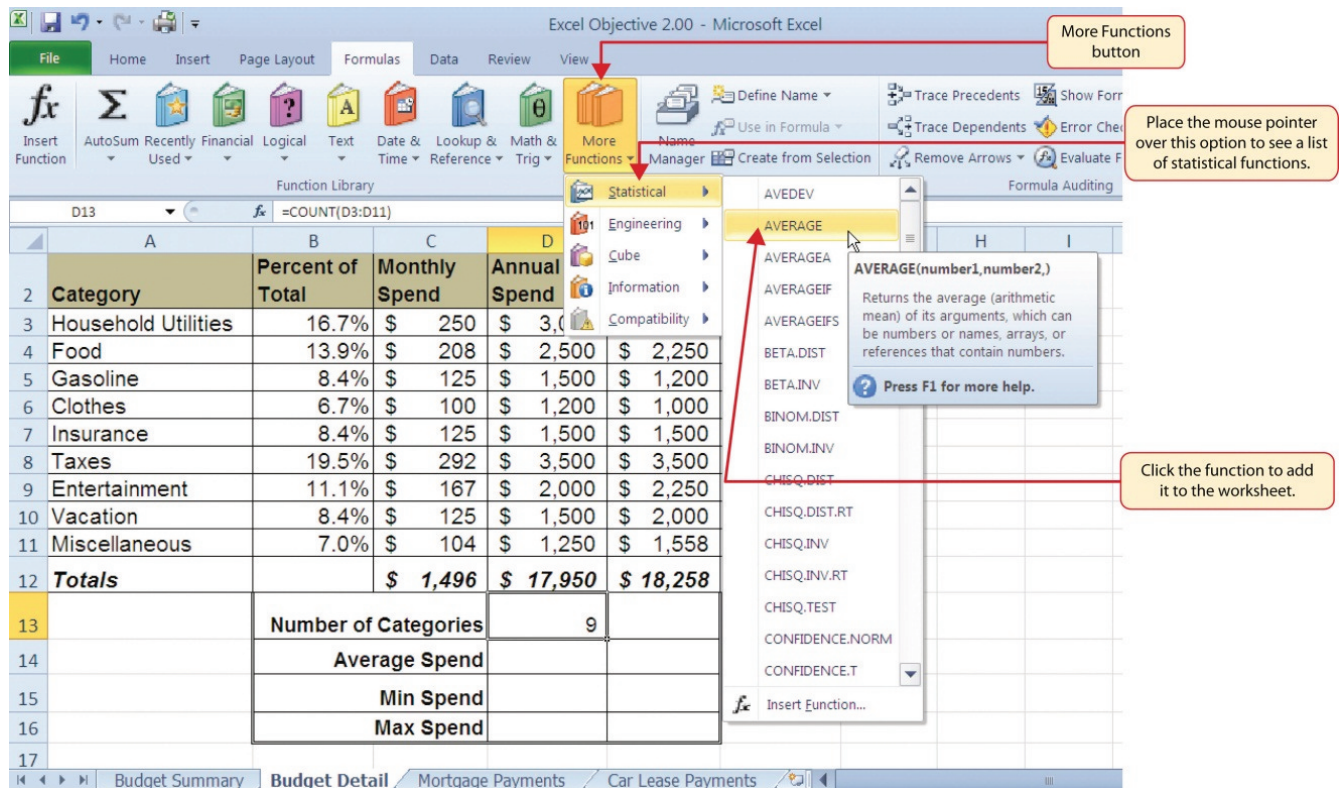 Excel Objective 2.00 - Microsoft Excel
More Functions
button
File Home Insert Page Layout Formulas Data Review View
Insert
Function
AutoSum
Recently
Used
Financial
Logical
Text
Date &
Time
Lookup &
Reference
Math &
Trig
More
Functions
Name
Manager
Define Name
Use in Formula
Create from Selection
Trace Precedents
Trace Dependents
Remove Arrows
Show Forr
Error Che
Evaluate F
Function Library
Formula Auditing
Place the mouse pointer
over this option to see a list
of statistical functions.
D13 fx =COUNT(D3:D11)
Statistical
Engineering
Cube
Information
Compatibility
AVEDEV
AVERAGE
AVERAGEA
AVERAGEIF
AVERAGEIFS
BETA.DIST
BETA.INV
BINOM.DIST
BINOM.INV
CHISQ.DIST
CHISQ.DIST.RT
CHISQ.INV
CHISQ.INV.RT
CHISQ.TEST
CONFIDENCE.NORM
CONFIDENCE.T
Insert Function...
AVERAGE(number1,number2,)
Returns the average (arithmetic
mean) of its arguments, which can
be numbers or names, arrays, or
references that contain numbers.
Press F1 for more help.
Click the function to add
it to the worksheet.
A B C D H I
2 Category Percent of Total Monthly Spend Annual Spend
3 Household Utilities 16.7% $ 250 $ 3,0
4 Food 13.9% $ 208 $ 2,500 $ 2,250
5 Gasoline 8.4% $ 125 $ 1,500 $ 1,200
6 Clothes 6.7% $ 100 $ 1,200 $ 1,000
7 Insurance 8.4% $ 125 $ 1,500 $ 1,500
8 Taxes 19.5% $ 292 $ 3,500 $ 3,500
9 Entertainment 11.1% $ 167 $ 2,000 $ 2,250
10 Vacation 8.4% $ 125 $ 1,500 $ 2,000
11 Miscellaneous 7.0% $ 104 $ 1,250 $ 1,558
12 Totals $ 1,496 $ 17,950 $ 18,258
13 Number of Categories 9
14 Average Spend
15 Min Spend
16 Max Spend
17
Budget Summary Budget Detail Mortgage Payments Car Lease Payments